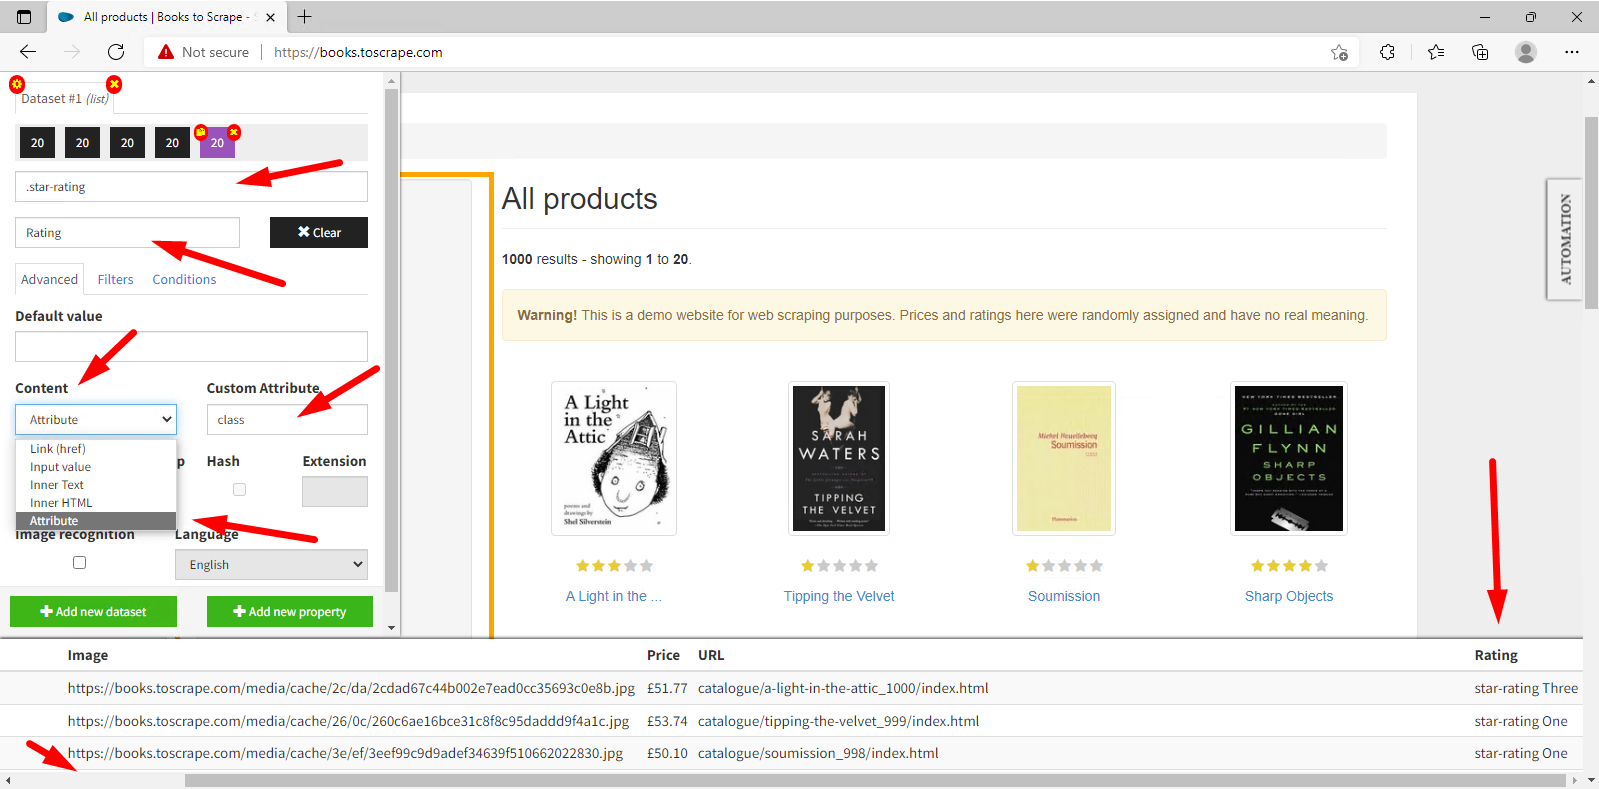 All products | Books to Scrape - S
Not secure
https://books.toscrape.com
Dataset #1 (list)
20 20 20 20 20
.star-rating
Rating
Clear
Advanced Filters Conditions
Default value
Content Custom Attribute
Attribute class
Link (href)
Input value
Inner Text
Inner HTML
Attribute
p Hash Extension
Image recognition Language
English
Add new dataset Add new property
All products
1000 results - showing 1 to 20.
Warning! This is a demo website for web scraping purposes. Prices and ratings here were randomly assigned and have no real meaning.
A Light
in the
Attic
poems and
drawings by
Shel Silverstein
SARAH
WATERS
TIPPING
THE VELVET
Michel Houellebecq
Soumission
Flammarion
GILLIAN
FLYNN
SHARP
OBJECTS
A Light in the ...
Tipping the Velvet
Soumission
Sharp Objects
AUTOMATION
Image Price URL Rating
https://books.toscrape.com/media/cache/2c/da/2cdad67c44b002e7ead0cc35693c0e8b.jpg £51.77 catalogue/a-light-in-the-attic_1000/index.html star-rating Three
https://books.toscrape.com/media/cache/26/0c/260c6ae16bce31c8f8c95daddd9f4a1c.jpg £53.74 catalogue/tipping-the-velvet_999/index.html star-rating One
https://books.toscrape.com/media/cache/3e/ef/3eef99c9d9adef34639f510662022830.jpg £50.10 catalogue/soumission_998/index.html star-rating One